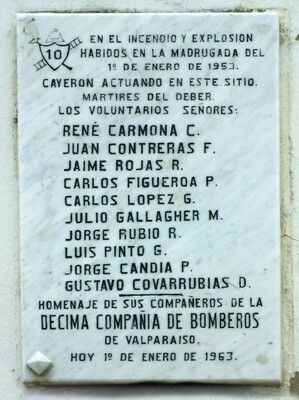 10
EN EL INCENDIO Y EXPLOSION
HABIDOS EN LA MADRUGADA DEL
1º DE ENERO DE 1953.
CAYERON ACTUANDO EN ESTE SITIO.
MARTIRES DEL DEBER.
LOS VOLUNTARIOS SEÑORES:
RENÉ CARMONA C.
JUAN CONTRERAS F.
JAIME ROJAS R.
CARLOS FIGUEROA P.
CARLOS LOPEZ G.
JULIO GALLAGHER M.
JORGE RUBIO R.
LUIS PINTO G.
JORGE CANDIA P.
GUSTAVO COVARRUBIAS D.
HOMENAJE DE SUS COMPAÑEROS DE LA
DECIMA COMPAÑIA DE BOMBEROS
DE VALPARAISO.
HOY 1º DE ENERO DE 1963.